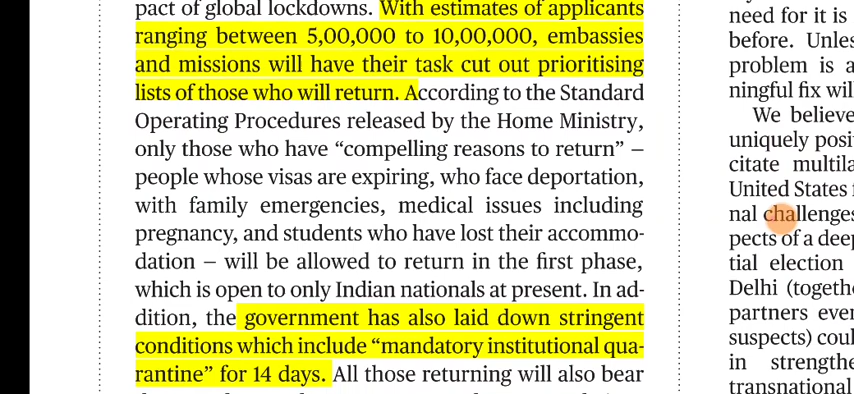 pact of global lockdowns. With estimates of applicants
ranging between 5,00,000 to 10,00,000, embassies
and missions will have their task cut out prioritising
lists of those who will return. According to the Standard
Operating Procedures released by the Home Ministry,
only those who have “compelling reasons to return” –
people whose visas are expiring, who face deportation,
with family emergencies, medical issues including
pregnancy, and students who have lost their accommo-
dation – will be allowed to return in the first phase,
which is open to only Indian nationals at present. In ad-
dition, the government has also laid down stringent
conditions which include “mandatory institutional qua-
rantine” for 14 days. All those returning will also bear
need for it is
before. Unles
problem is a
ningful fix wil
We believe
uniquely posi
citate multila
United States
nal challenges
pects of a deep
tial election
Delhi (togethe
partners even
suspects) coul
in strengthe
transnational